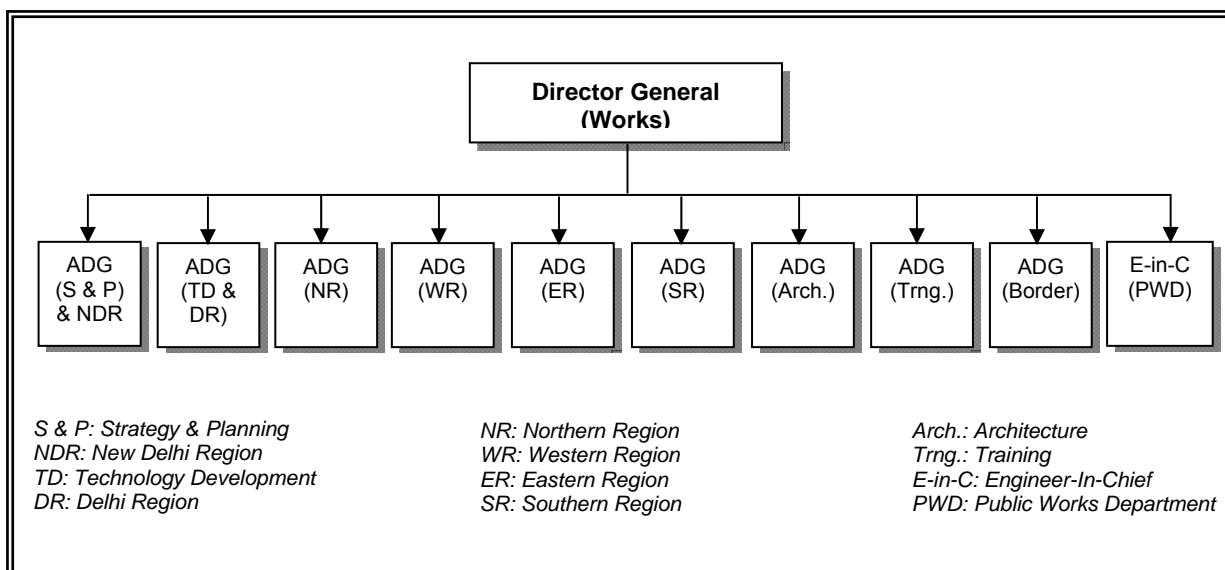 Director General
(Works)
ADG
(S & P)
& NDR
ADG
(TD &
DR)
ADG
(NR)
ADG
(WR)
ADG
(ER)
ADG
(SR)
ADG
(Arch.)
ADG
(Trng.)
ADG
(Border)
E-in-C
(PWD)
S & P: Strategy & Planning
NDR: New Delhi Region
TD: Technology Development
DR: Delhi Region
NR: Northern Region
WR: Western Region
ER: Eastern Region
SR: Southern Region
Arch.: Architecture
Trng.: Training
E-in-C: Engineer-In-Chief
PWD: Public Works Department